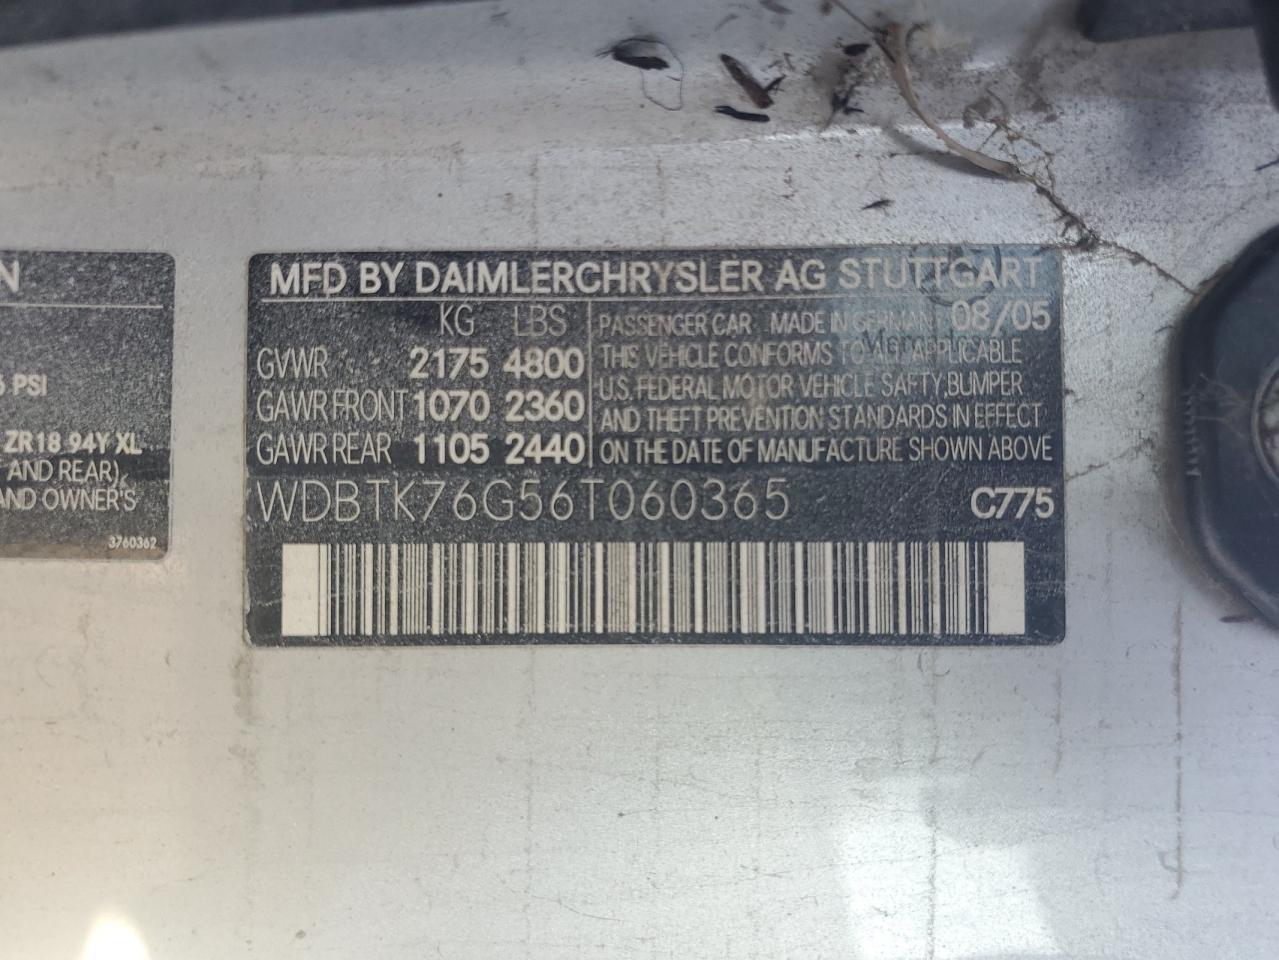 N
6 PSI
ZR18 94Y XL
AND REAR),
AND OWNER'S
3760362
MFD BY DAIMLERCHRYSLER AG STUTTGART
KG LBS
GVWR 2175 4800
GAWR FRONT 1070 2360
GAWR REAR 1105 2440
PASSENGER CAR MADE IN GERMANY 08/05
THIS VEHICLE CONFORMS TO ALL APPLICABLE
U.S. FEDERAL MOTOR VEHICLE SAFTY, BUMPER
AND THEFT PREVENTION STANDARDS IN EFFECT
ON THE DATE OF MANUFACTURE SHOWN ABOVE
WDBTK76G56T060365 C775